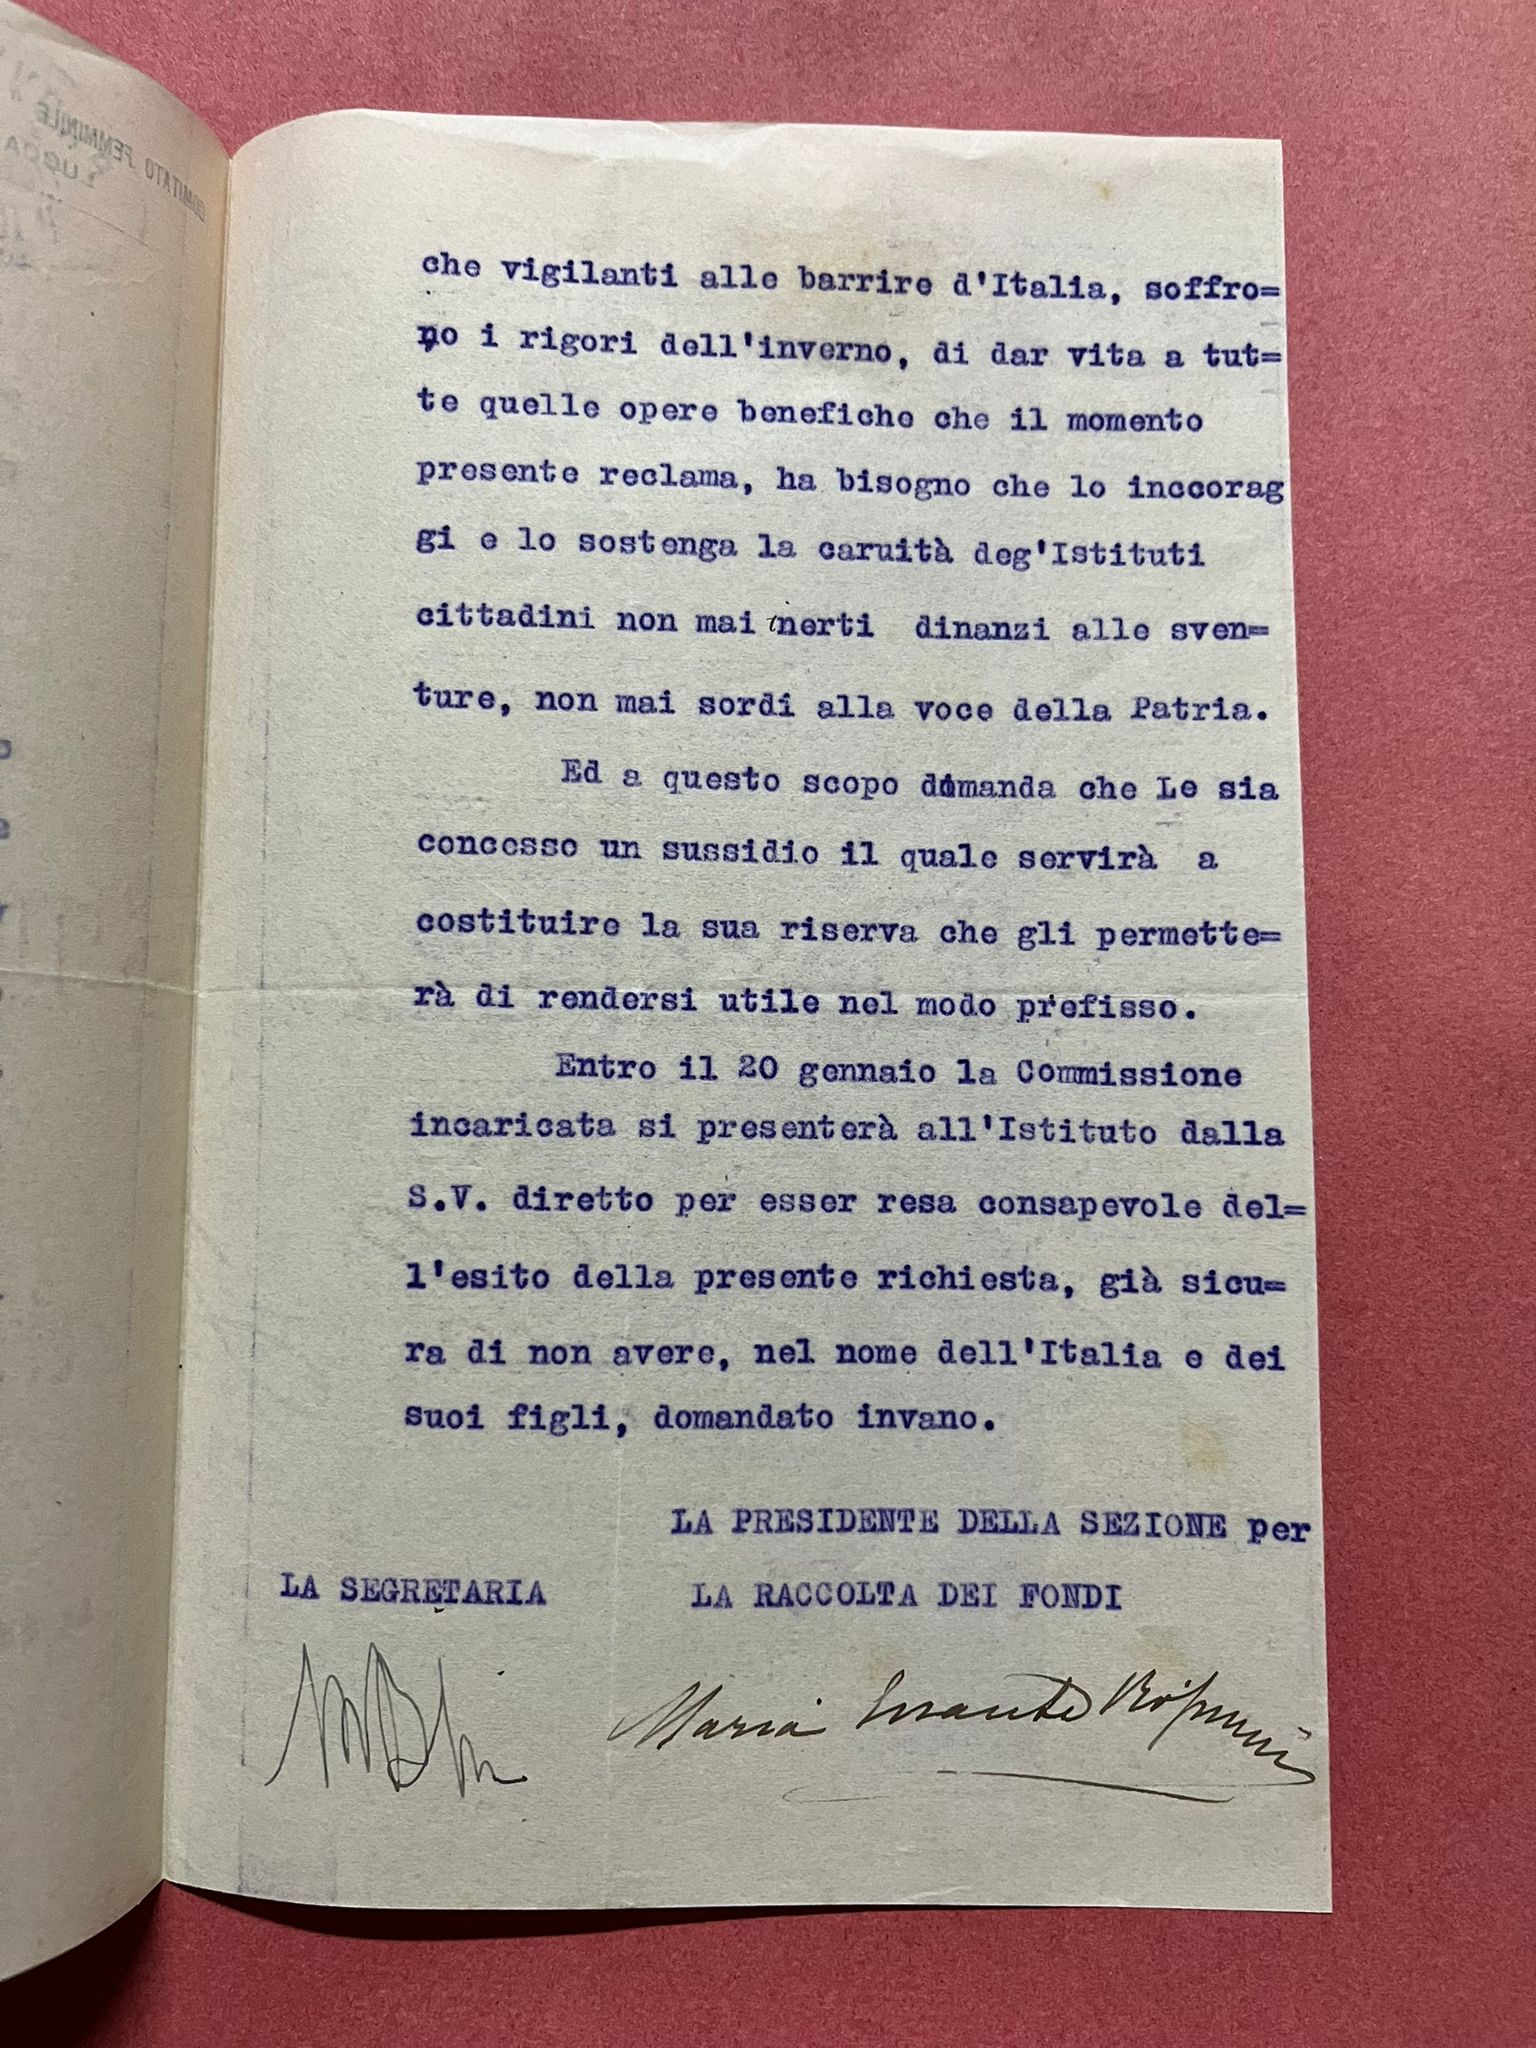 COMITATO FEMMINILE
LUCCA
che vigilanti alle barrire d'Italia, soffro=
no i rigori dell'inverno, di dar vita a tut=
te quelle opere benefiche che il momento
presente reclama, ha bisogno che lo inccorag
gi e lo sostenga la caruità deg'Istituti
cittadini non mai inerti dinanzi alle sven=
ture, non mai sordi alla voce della Patria.
Ed a questo scopo dimanda che Le sia
concesso un sussidio il quale servirà a
costituire la sua riserva che gli permette=
rà di rendersi utile nel modo prefisso.
Entro il 20 gennaio la Commissione
incaricata si presenterà all'Istituto dalla
S.V. diretto per esser resa consapevole del=
l'esito della presente richiesta, già sicu=
ra di non avere, nel nome dell'Italia e dei
suoi figli, domandato invano.
LA PRESIDENTE DELLA SEZIONE per
LA SEGRETARIA LA RACCOLTA DEI FONDI
Maria